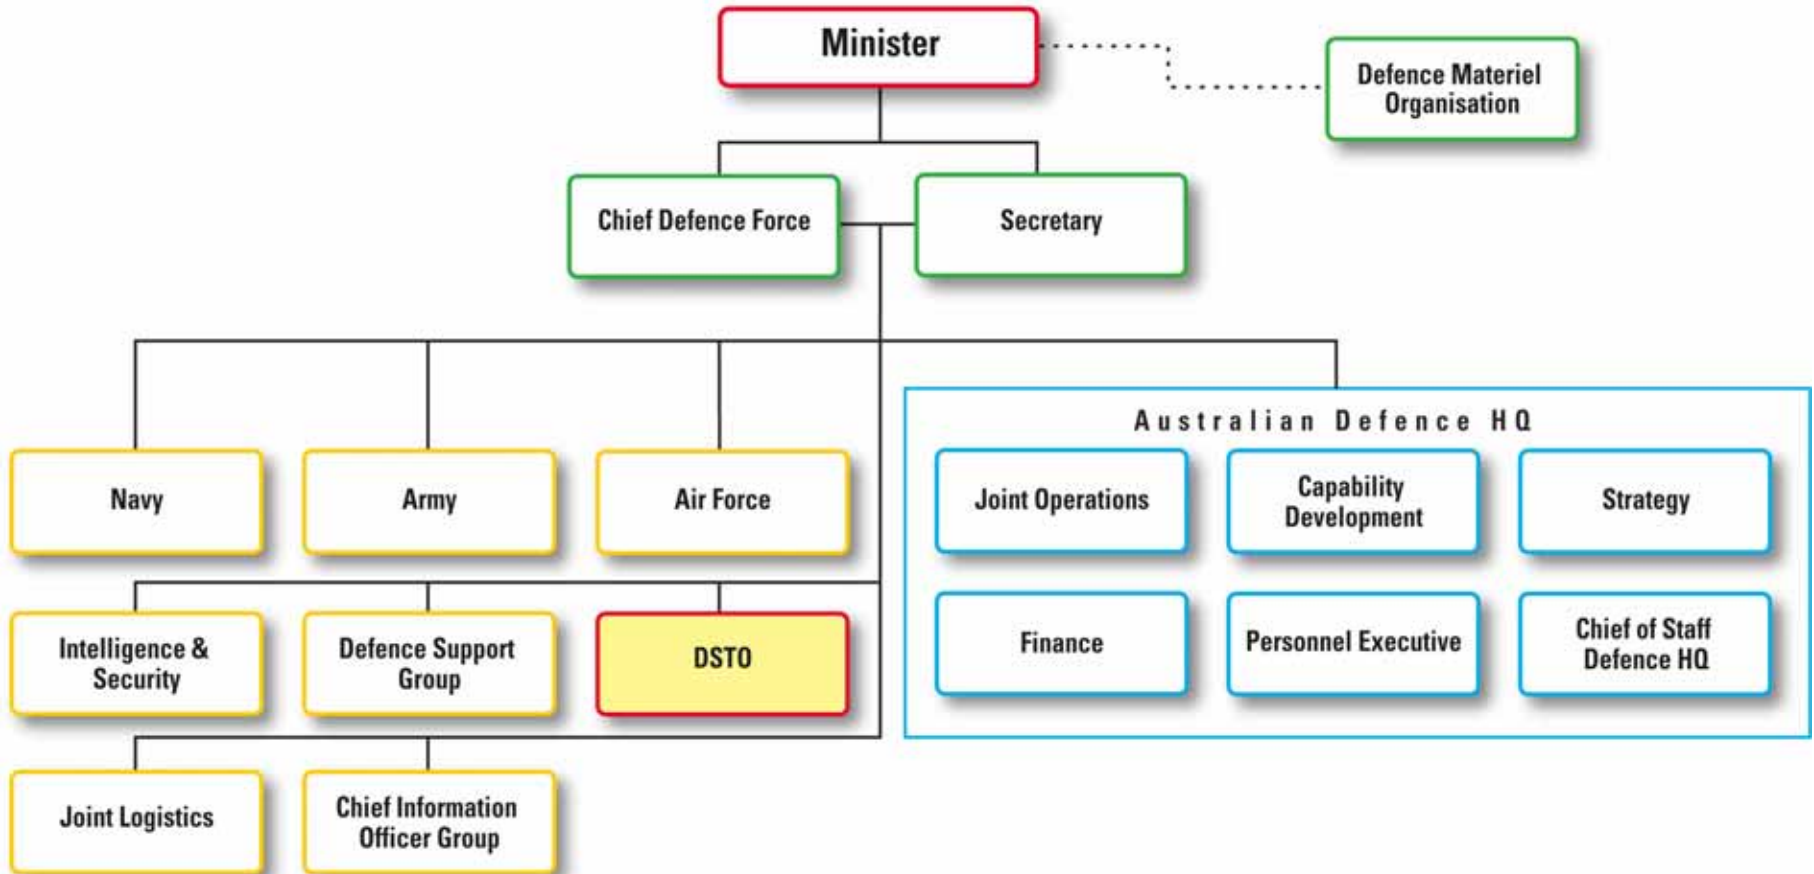 Minister
Defence Materiel
Organisation
Chief Defence Force
Secretary
Australian Defence HQ
Navy
Army
Air Force
Joint Operations
Capability
Development
Strategy
Intelligence &
Security
Defence Support
Group
DSTO
Finance
Personnel Executive
Chief of Staff
Defence HQ
Joint Logistics
Chief Information
Officer Group